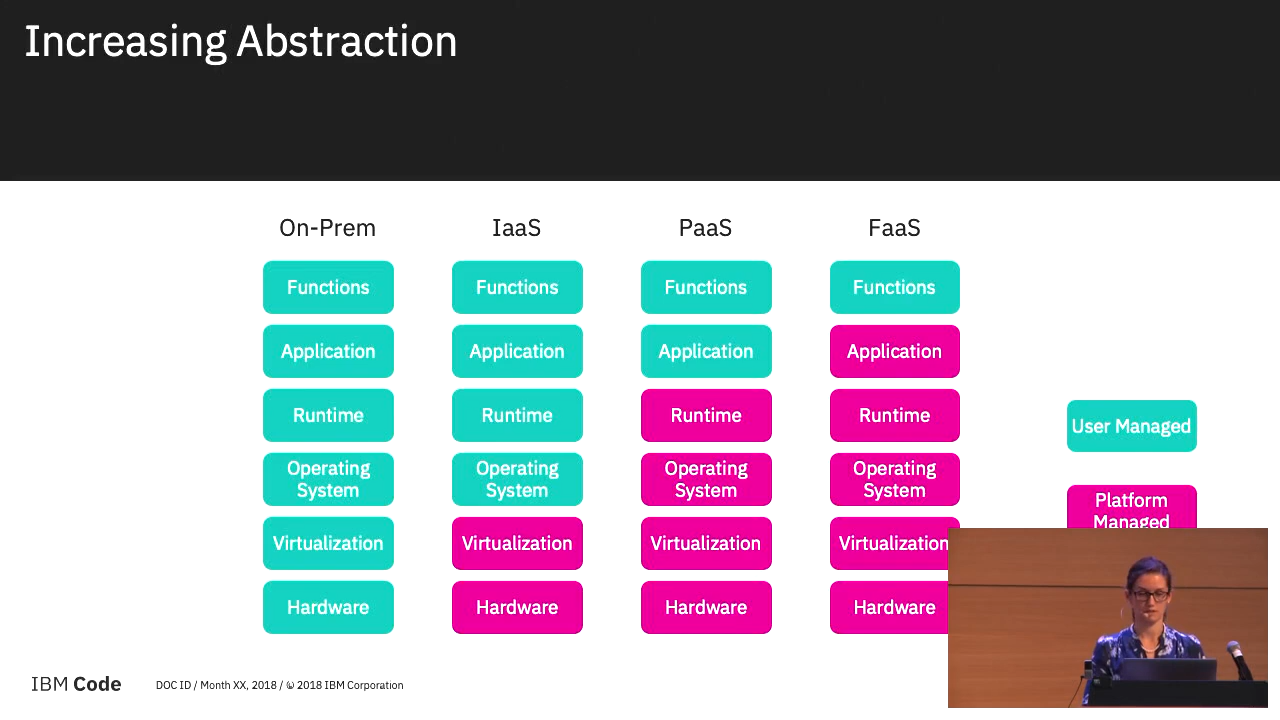 Increasing Abstraction
On-Prem IaaS PaaS FaaS
Functions Functions Functions Functions
Application Application Application Application
Runtime Runtime Runtime Runtime
User Managed
Operating System Operating System Operating System Operating System
Platform Managed
Virtualization Virtualization Virtualization Virtualization
Hardware Hardware Hardware Hardware
IBM Code DOC ID / Month XX, 2018 / © 2018 IBM Corporation